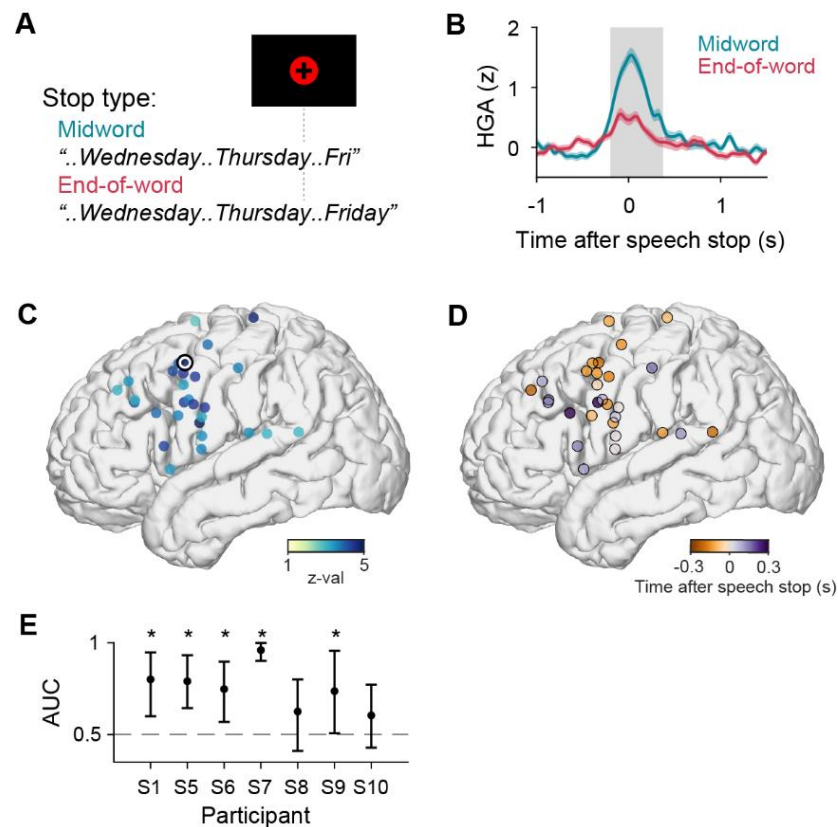 A
Stop type:
Midword
“..Wednesday..Thursday..Fri”
End-of-word
“..Wednesday..Thursday..Friday”
B
2
1
0
HGA (z)
Midword
End-of-word
-1
0
1
Time after speech stop (s)
C
1
5
z-val
D
-0.3
0
0.3
Time after speech stop (s)
E
1
0.5
AUC
* * * * *
S1 S5 S6 S7 S8 S9 S10
Participant